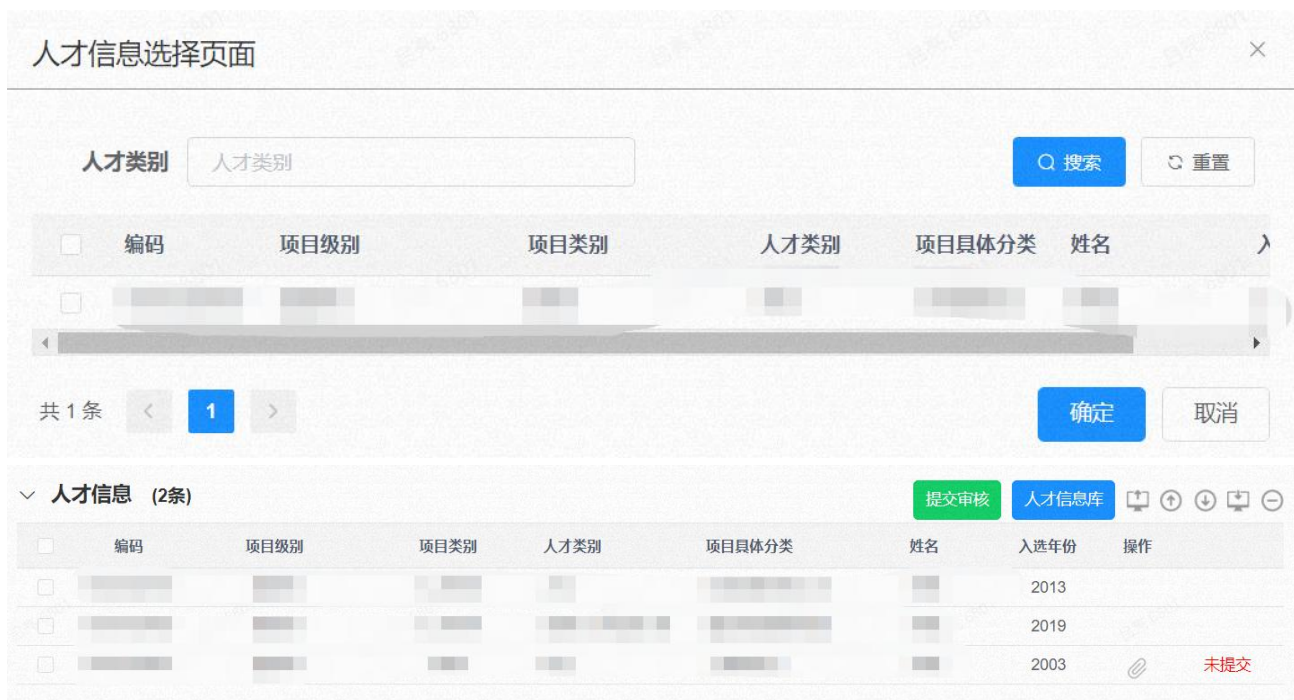 人才信息选择页面
人才类别 人才类别 搜索 重置
编码 项目级别 项目类别 人才类别 项目具体分类 姓名
共 1 条 1 确定 取消
人才信息 (2条) 提交审核 人才信息库
编码 项目级别 项目类别 人才类别 项目具体分类 姓名 入选年份 操作
2013
2019
2003 未提交